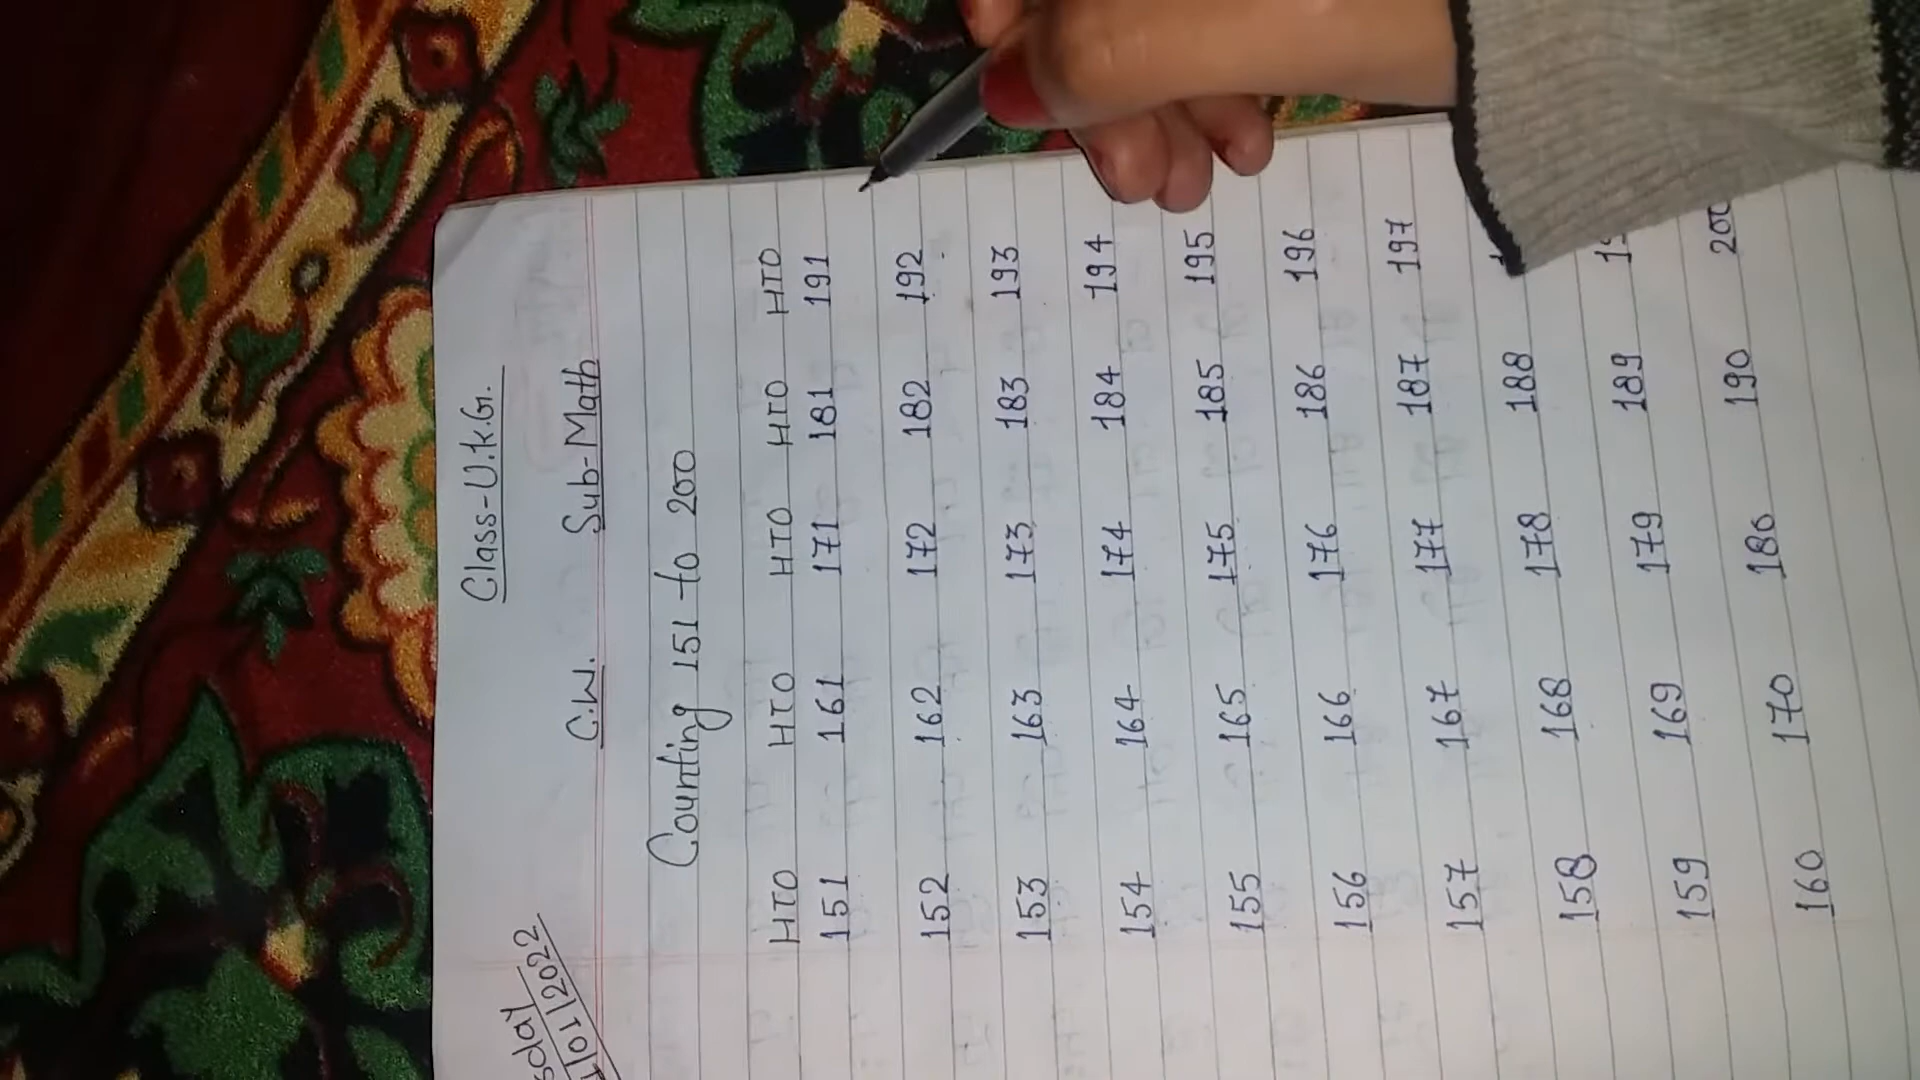 Class-U.K.G.
C.W. Sub-Math
01|2022
Counting 151 to 200
HTO HTO HTO HTO HTO
151 161 171 181 191
152 162 172 182 192
153 163 173 183 193
154 164 174 184 194
155 165 175 185 195
156 166 176 186 196
157 167 177 187 197
158 168 178 188
159 169 179 189
160 170 180 190 200